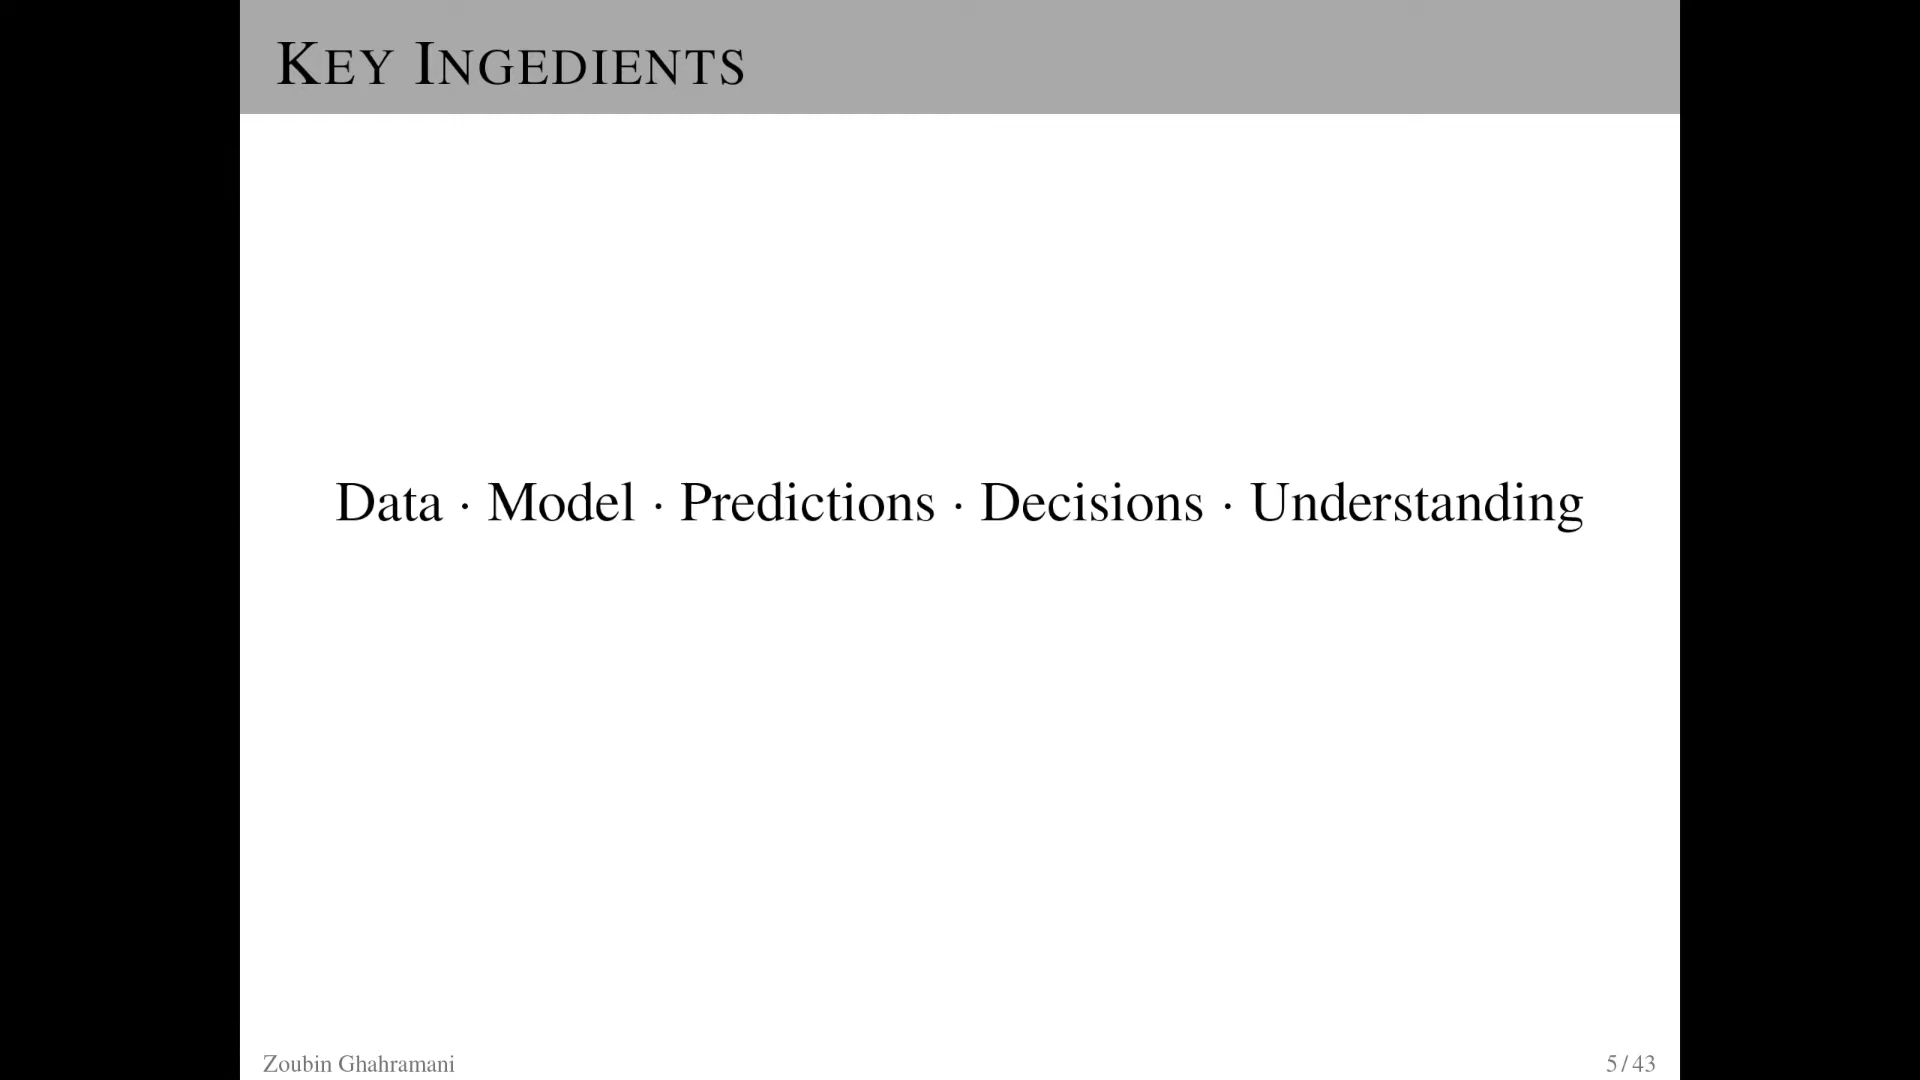 KEY INGEDIENTS
Data · Model · Predictions · Decisions · Understanding
Zoubin Ghahramani
5 / 43